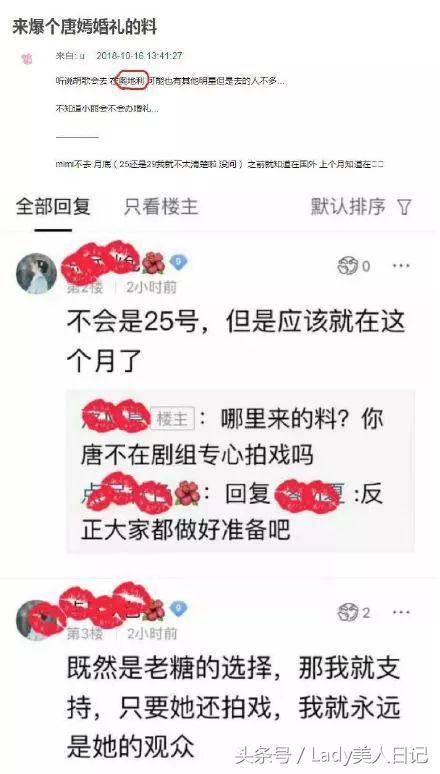 来爆个唐嫣婚礼的料
来自: u 2018-10-16 13:41:27
听说胡歌会去 在奥地利 可能也有其他明星但是去的人不多...
不知道小丽会不会办婚礼...
mimi不去 月底（25还是29我就不太清楚啦 没问）之前就知道在国外 上个月知道在
全部回复 只看楼主 默认排序
9
0
第2楼 2小时前
不会是25号，但是应该就在这
个月了
楼主 ：哪里来的料？你
唐不在剧组专心拍戏吗
：回复 夏 :反
正大家都做好准备吧
9
2
第3楼 2小时前
既然是老糖的选择，那我就支
持，只要她还拍戏，我就永远
是她的观众
头条号 / Lady美人日记